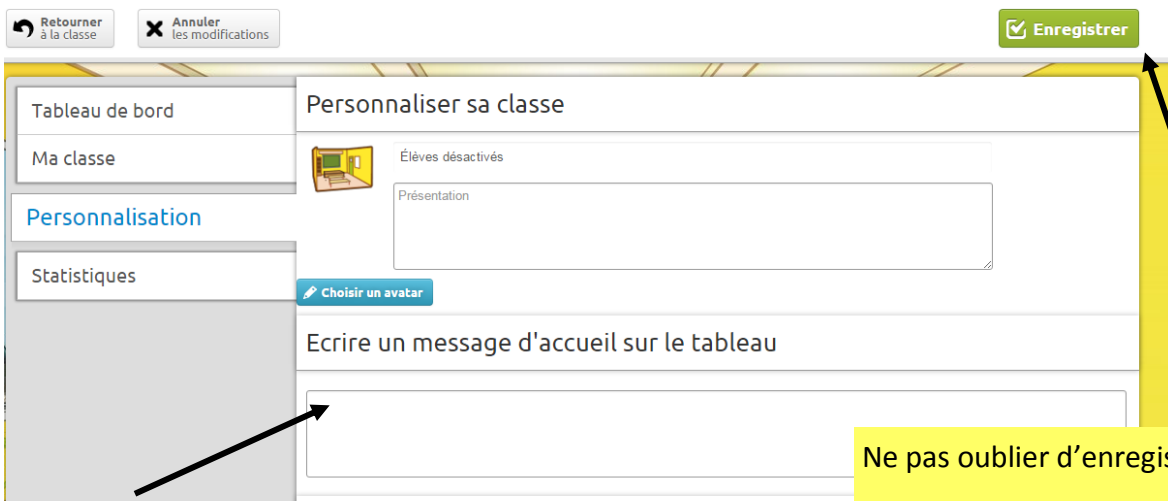 Retourner
à la classe
Annuler
les modifications
Enregistrer
Tableau de bord
Ma classe
Personnalisation
Statistiques
Personnaliser sa classe
Élèves désactivés
Présentation
Choisir un avatar
Ecrire un message d'accueil sur le tableau
Ne pas oublier d'enregis